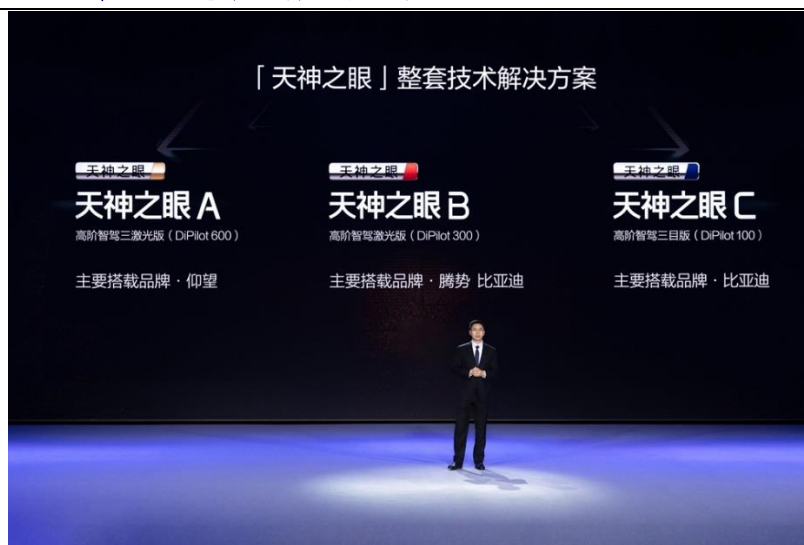 「天神之眼」整套技术解决方案
天神之眼
天神之眼 A
高阶智驾三激光版（DiPilot 600）
主要搭载品牌·仰望
天神之眼
天神之眼 B
高阶智驾激光版（DiPilot 300）
主要搭载品牌·腾势 比亚迪
天神之眼
天神之眼 C
高阶智驾三目版（DiPilot 100）
主要搭载品牌·比亚迪